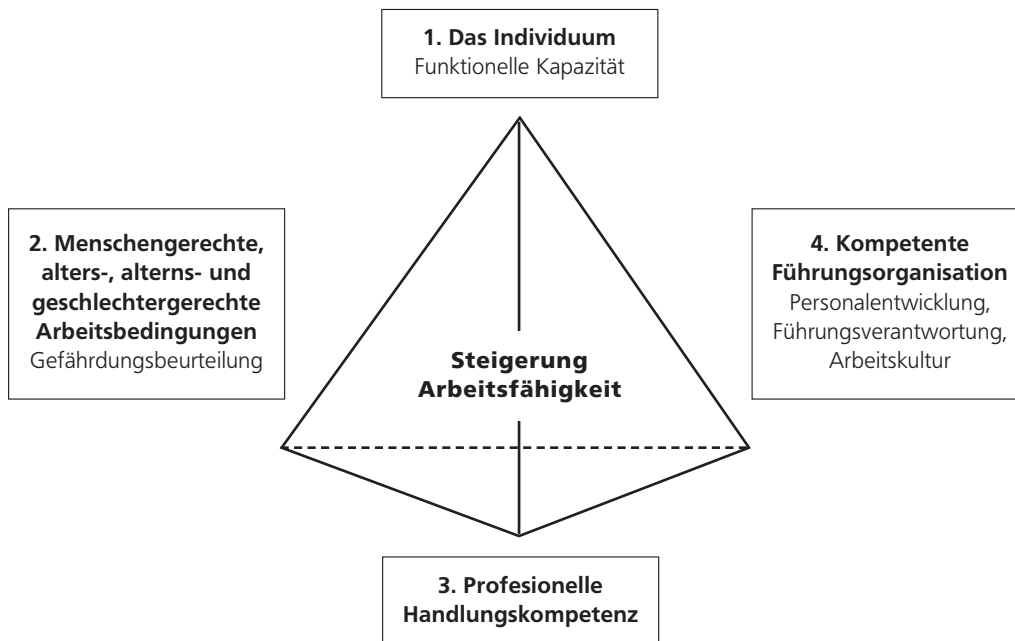 1. Das Individuum
Funktionelle Kapazität
2. Menschengerechte,
alters-, alterns- und
geschlechtergerechte
Arbeitsbedingungen
Gefährdungsbeurteilung
4. Kompetente
Führungsorganisation
Personalentwicklung,
Führungsverantwortung,
Arbeitskultur
Steigerung
Arbeitsfähigkeit
3. Profesionelle
Handlungskompetenz